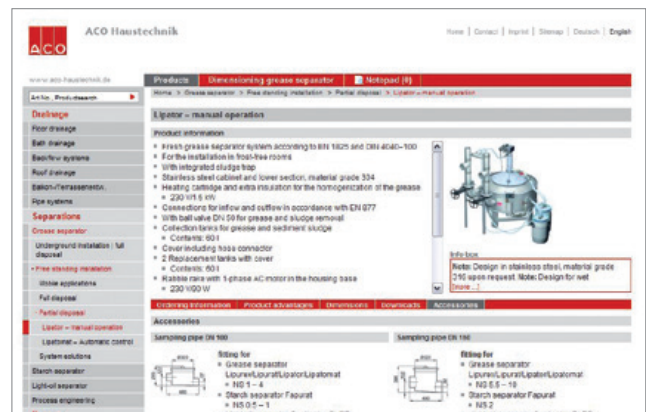 ACO Haustechnik
Home | Contact | Imprint | Sitemap | Deutsch | English
ACO
www.aco-haustechnik.de
Products
Dimensioning grease separator
Notepad (0)
Art.No., Productsearch
Home > Grease separator > Free standing installation > Partial disposal > Lipator – manual operation
Drainage
Floor drainage
Bath drainage
Backflow systems
Roof drainage
Balkon-/Terrassenentw.
Pipe systems
Separations
Grease separator
Underground installation | full
disposal
Free standing installation
Mobile applications
Full disposal
Partial disposal
Lipator – manual operation
Lipatomat – Automatic control
System solutions
Starch separator
Light-oil separator
Process engineering
Lipator – manual operation
Product information
Fresh grease separator system according to EN 1825 and DIN 4040-100
For the installation in frost-free rooms
With integrated sludge trap
Stainless steel cabinet and lower section, material grade 304
Heating cartridge and extra insulation for the homogenization of the grease
230 V/1.5 kW
Connections for inflow and outflow in accordance with EN 877
With ball valve DN 50 for grease and sludge removal
Collection tanks for grease and sediment sludge
Contents: 60 l
Cover including hose connector
2 Replacement tanks with cover
Contents: 60 l
Rabble rake with 1-phase AC motor in the housing base
230 V/90 W
Info box
Note: Design in stainless steel, material grade
316 upon request. Note: Design for wet
[more ...]
Ordering information
Product advantages
Dimensions
Downloads
Accessories
Accessories
Sampling pipe DN 100
fitting for
Grease separator
Lipurex/Lipurat/Lipator/Lipatomat
NG 1 – 4
Starch separator Fapurat
NS 0.5 – 1
Sampling pipe DN 150
fitting for
Grease separator
Lipurex/Lipurat/Lipator/Lipatomat
NG 5.5 – 10
Starch separator Fapurat
NS 2